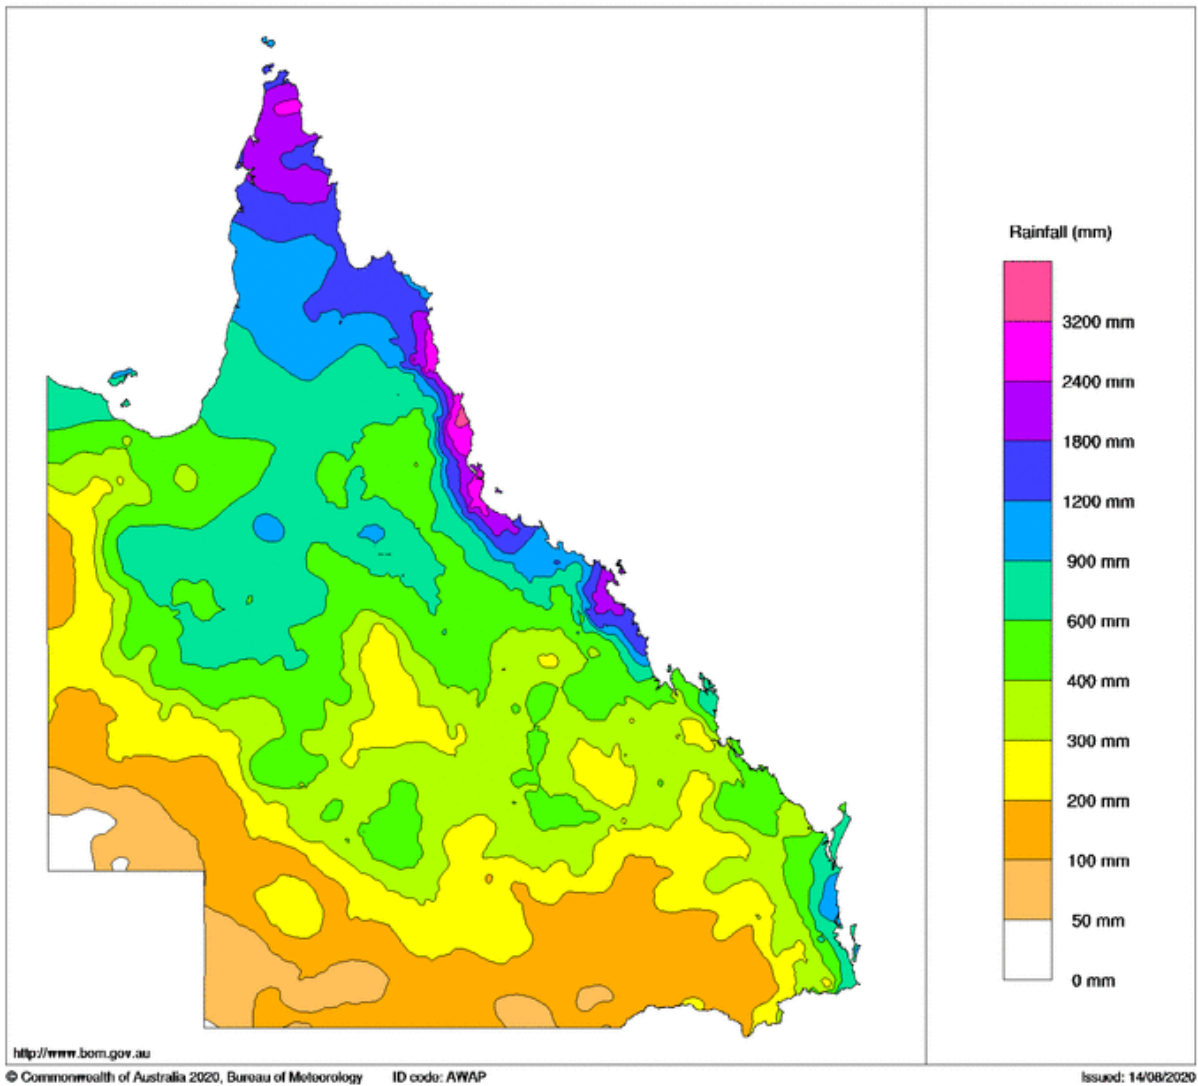 Rainfall (mm)
3200 mm
2400 mm
1800 mm
1200 mm
900 mm
600 mm
400 mm
300 mm
200 mm
100 mm
50 mm
0 mm
http://www.bom.gov.au
© Commonwealth of Australia 2020, Bureau of Meteorology ID code: AWAP Issued: 14/08/2020